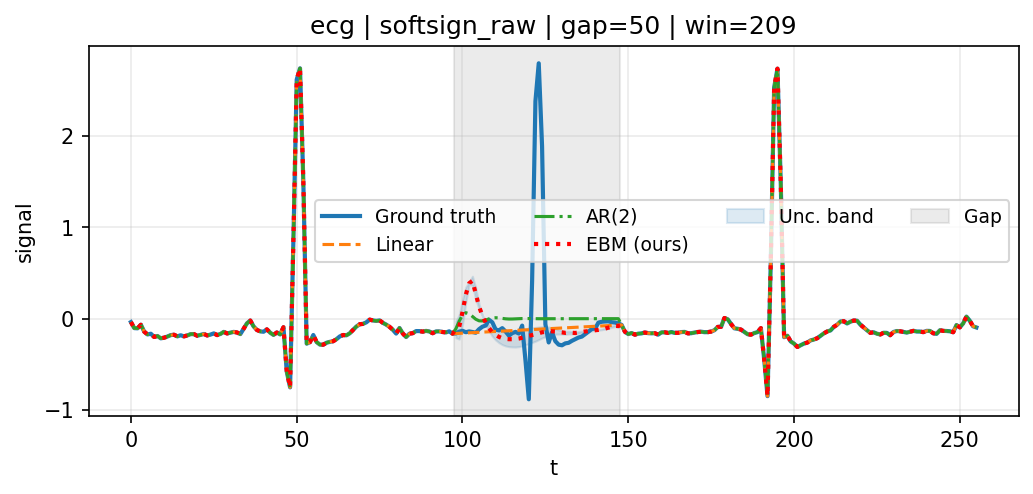 ecg | softsign_raw | gap=50 | win=209
signal
2
1
0
−1
Ground truth
Linear
AR(2)
EBM (ours)
Unc. band
Gap
0
50
100
150
200
250
t